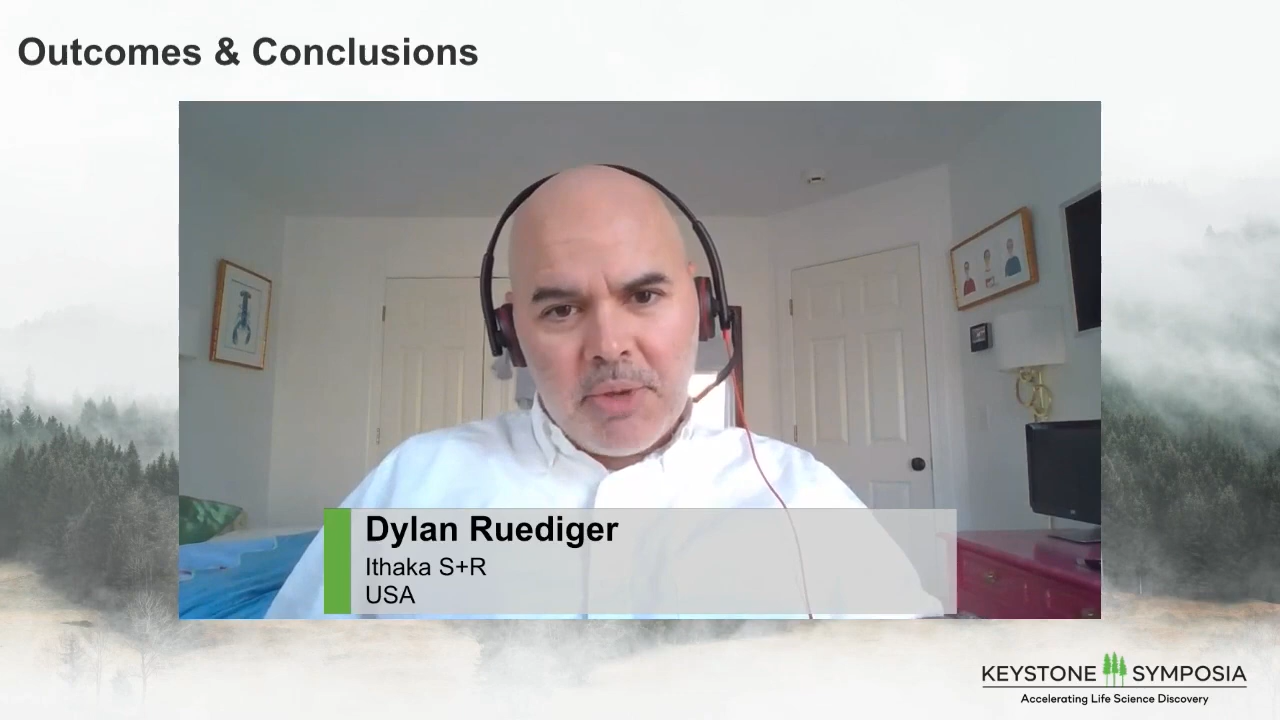 Outcomes & Conclusions
Dylan Ruediger
Ithaka S+R
USA
KEYSTONE SYMPOSIA
Accelerating Life Science Discovery